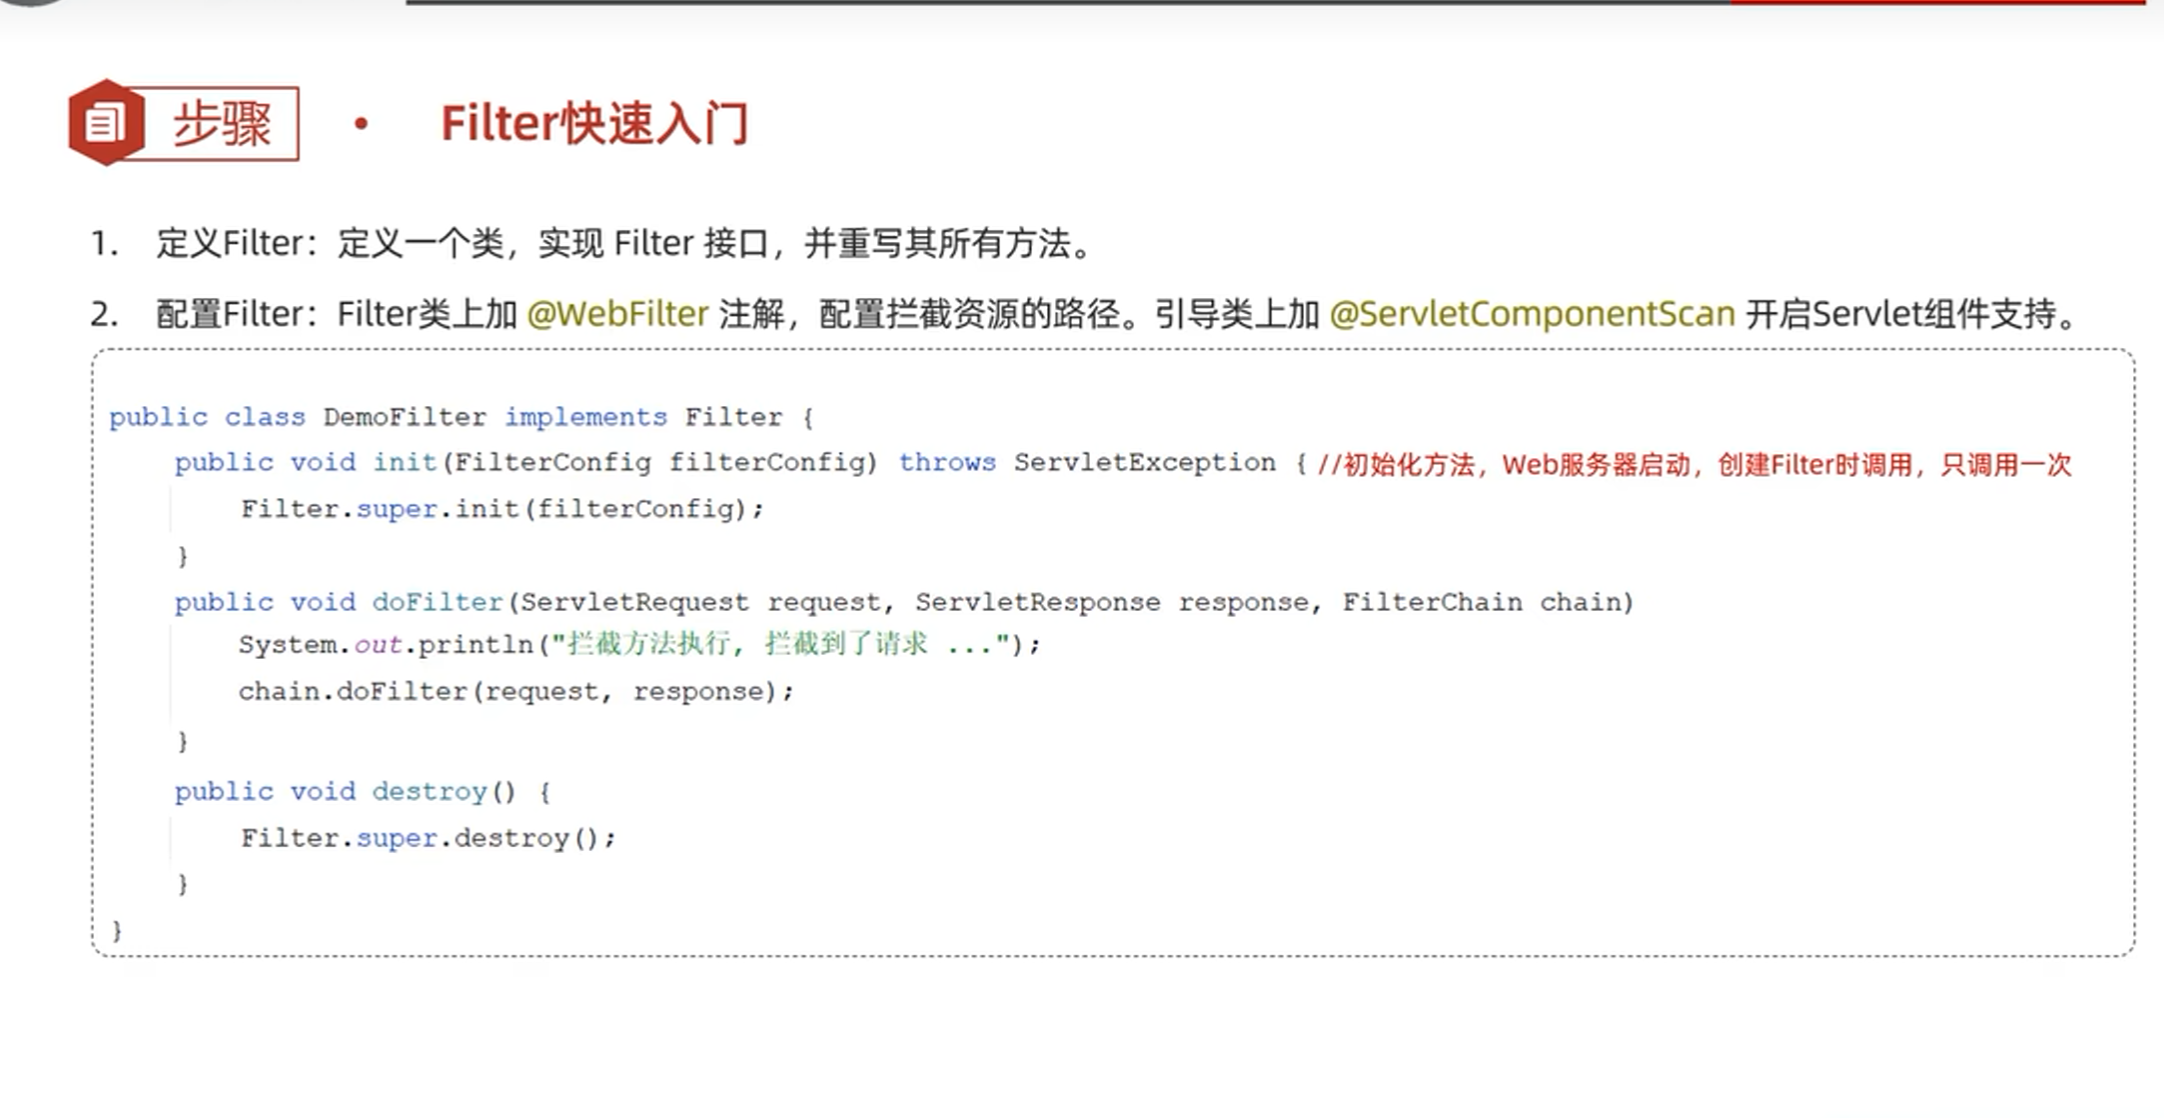 步骤 • Filter快速入门
1. 定义Filter：定义一个类，实现 Filter 接口，并重写其所有方法。
2. 配置Filter：Filter类上加 @WebFilter 注解，配置拦截资源的路径。引导类上加 @ServletComponentScan 开启Servlet组件支持。
public class DemoFilter implements Filter {
public void init(FilterConfig filterConfig) throws ServletException { //初始化方法，Web服务器启动，创建Filter时调用，只调用一次
Filter.super.init(filterConfig);
}
public void doFilter(ServletRequest request, ServletResponse response, FilterChain chain)
System.out.println("拦截方法执行, 拦截到了请求 ...");
chain.doFilter(request, response);
}
public void destroy() {
Filter.super.destroy();
}
}